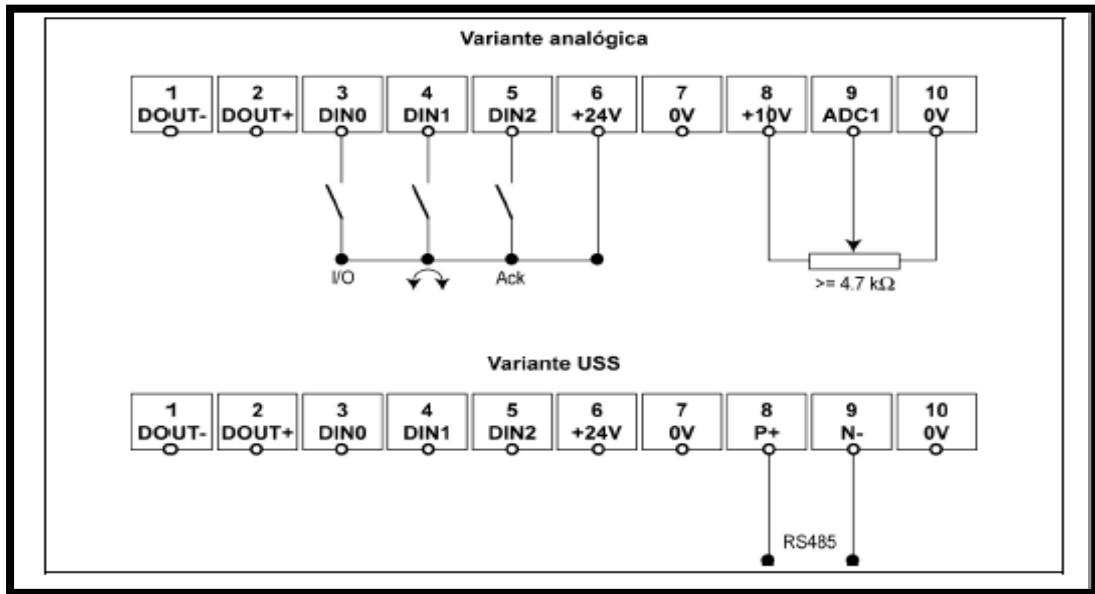 Variante analógica
1 2 3 4 5 6 7 8 9 10
DOUT- DOUT+ DIN0 DIN1 DIN2 +24V 0V +10V ADC1 0V
I/O Ack >= 4.7 kΩ
Variante USS
1 2 3 4 5 6 7 8 9 10
DOUT- DOUT+ DIN0 DIN1 DIN2 +24V 0V P+ N- 0V
RS485